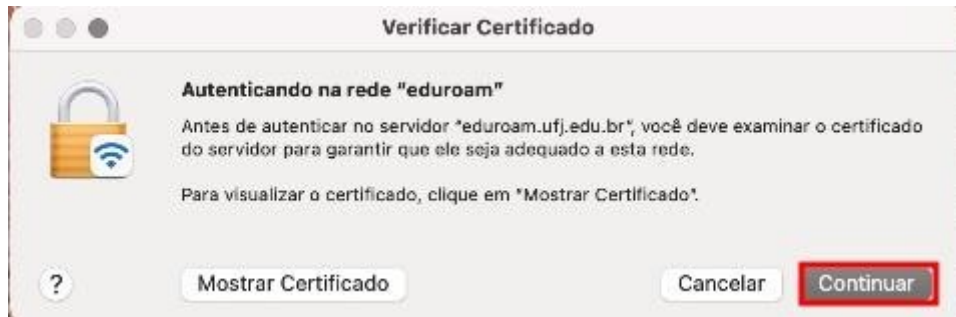 Verificar Certificado
Autenticando na rede "eduroam"
Antes de autenticar no servidor "eduroam.ufj.edu.br", você deve examinar o certificado
do servidor para garantir que ele seja adequado a esta rede.
Para visualizar o certificado, clique em "Mostrar Certificado".
? Mostrar Certificado Cancelar Continuar